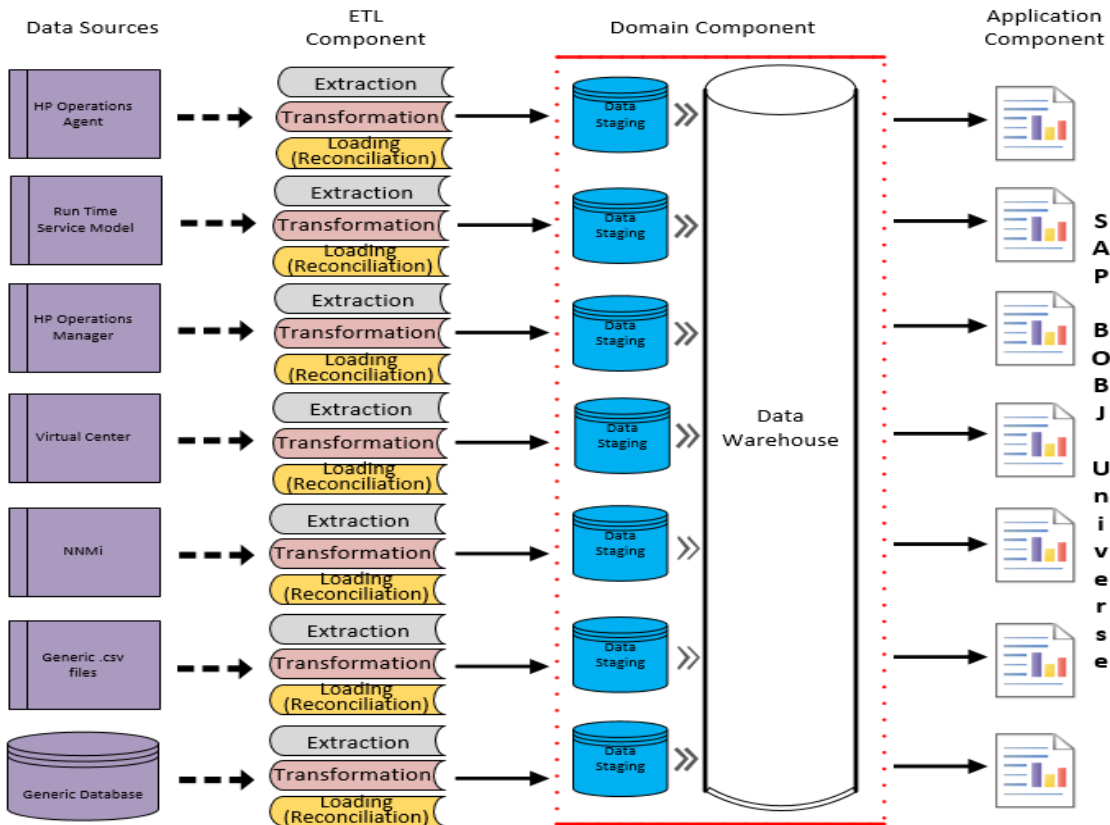 Data Sources
ETL
Component
Domain Component
Application
Component
HP Operations
Agent
Extraction
Transformation
Loading
(Reconciliation)
Data
Staging
Run Time
Service Model
Extraction
Transformation
Loading
(Reconciliation)
Data
Staging
HP Operations
Manager
Extraction
Transformation
Loading
(Reconciliation)
Data
Staging
Virtual Center
Extraction
Transformation
Loading
(Reconciliation)
Data
Staging
NNMi
Extraction
Transformation
Loading
(Reconciliation)
Data
Staging
Generic .csv
files
Extraction
Transformation
Loading
(Reconciliation)
Data
Staging
Generic Database
Extraction
Transformation
Loading
(Reconciliation)
Data
Staging
Data
Warehouse
SAP BOBJ Universe